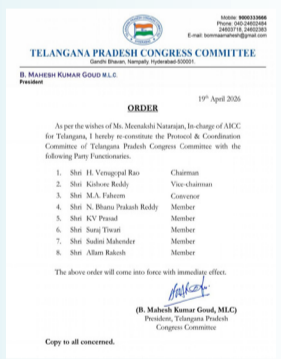 Mobile: 9900333666
Phone: 040-24602484
24603718, 24602383
E-mail: bommaamahesh@gmail.com
TELANGANA PRADESH CONGRESS COMMITTEE
Gandhi Bhavan, Nampally, Hyderabad-500001.
B. MAHESH KUMAR GOUD M.L.C.
President
19th April 2026
ORDER
As per the wishes of Ms. Meenakshi Natarajan, In-charge of AICC
for Telangana, I hereby re-constitute the Protocol & Coordination
Committee of Telangana Pradesh Congress Committee with the
following Party Functionaries.
1. Shri H. Venugopal Rao Chairman
2. Shri Kishore Reddy Vice-chairman
3. Shri M.A. Faheem Convenor
4. Shri N. Bhanu Prakash Reddy Member
5. Shri KV Prasad Member
6. Shri Suraj Tiwari Member
7. Shri Sudini Mahender Member
8. Shri Allam Rakesh Member
The above order will come into force with immediate effect.
(B. Mahesh Kumar Goud, MLC)
President, Telangana Pradesh
Congress Committee
Copy to all concerned.